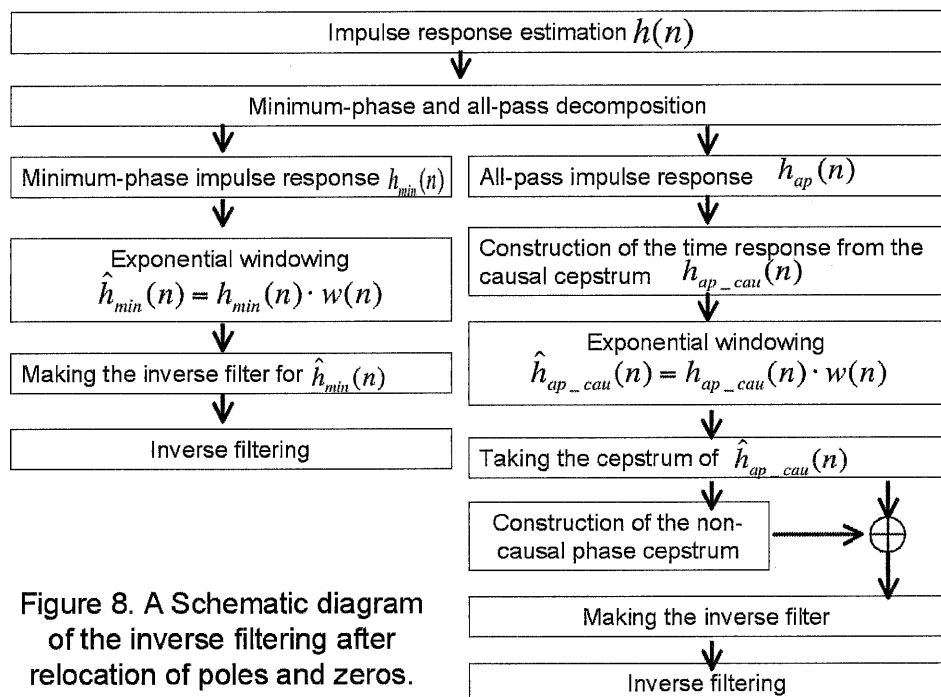 Impulse response estimation h(n)
Minimum-phase and all-pass decomposition
Minimum-phase impulse response h_min(n)
Exponential windowing
ĥ_min(n) = h_min(n) · w(n)
Making the inverse filter for ĥ_min(n)
Inverse filtering
All-pass impulse response h_ap(n)
Construction of the time response from the
causal cepstrum h_ap_cau(n)
Exponential windowing
ĥ_ap_cau(n) = h_ap_cau(n) · w(n)
Taking the cepstrum of ĥ_ap_cau(n)
Construction of the non-
causal phase cepstrum
Making the inverse filter
Inverse filtering
Figure 8. A Schematic diagram
of the inverse filtering after
relocation of poles and zeros.